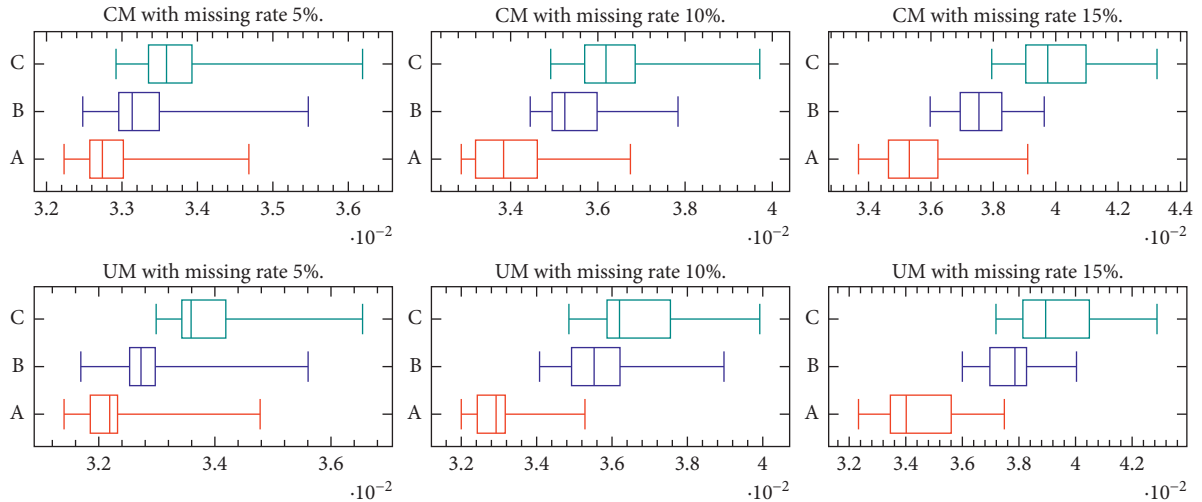 CM with missing rate 5%.
C
B
A
3.2 3.3 3.4 3.5 3.6
·10−2
CM with missing rate 10%.
C
B
A
3.4 3.6 3.8 4
·10−2
CM with missing rate 15%.
C
B
A
3.4 3.6 3.8 4 4.2 4.4
·10−2
UM with missing rate 5%.
C
B
A
3.2 3.4 3.6
·10−2
UM with missing rate 10%.
C
B
A
3.2 3.4 3.6 3.8 4
·10−2
UM with missing rate 15%.
C
B
A
3.2 3.4 3.6 3.8 4 4.2
·10−2